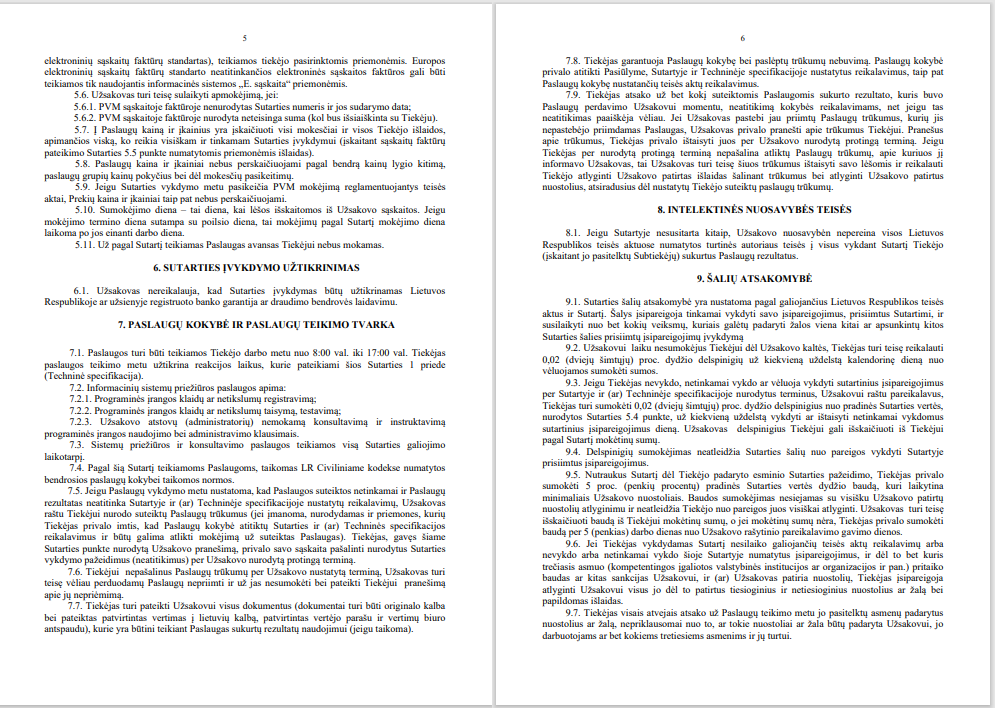 5
elektroninių sąskaitų faktūrų standartas), teikiamos tiekėjo pasirinktomis priemonėmis. Europos
elektroninių sąskaitų faktūrų standarto neatitinkančios elektroninės sąskaitos faktūros gali būti
teikiamos tik naudojantis informacinės sistemos „E. sąskaita“ priemonėmis.
5.6. Užsakovas turi teisę sulaikyti apmokėjimą, jei:
5.6.1. PVM sąskaitoje faktūroje nenurodytas Sutarties numeris ir jos sudarymo data;
5.6.2. PVM sąskaitoje faktūroje nurodyta neteisinga suma (kol bus išsiaiškinta su Tiekėju).
5.7. Į Paslaugų kainą ir įkainius yra įskaičiuoti visi mokesčiai ir visos Tiekėjo išlaidos,
apimančios viską, ko reikia visiškam ir tinkamam Sutarties įvykdymui (įskaitant sąskaitų faktūrų
pateikimo Sutarties 5.5 punkte numatytomis priemonėmis išlaidas).
5.8. Paslaugų kaina ir įkainiai nebus perskaičiuojami pagal bendrą kainų lygio kitimą,
paslaugų grupių kainų pokyčius bei dėl mokesčių pasikeitimų.
5.9. Jeigu Sutarties vykdymo metu pasikeičia PVM mokėjimą reglamentuojantys teisės
aktai, Prekių kaina ir įkainiai taip pat nebus perskaičiuojami.
5.10. Sumokėjimo diena – tai diena, kai lėšos išskaitomos iš Užsakovo sąskaitos. Jeigu
mokėjimo termino diena sutampa su poilsio diena, tai mokėjimų pagal Sutartį mokėjimo diena
laikoma po jos einanti darbo diena.
5.11. Už pagal Sutartį teikiamas Paslaugas avansas Tiekėjui nebus mokamas.
6. SUTARTIES ĮVYKDYMO UŽTIKRINIMAS
6.1. Užsakovas nereikalauja, kad Sutarties įvykdymas būtų užtikrinamas Lietuvos
Respublikoje ar užsienyje registruoto banko garantija ar draudimo bendrovės laidavimu.
7. PASLAUGŲ KOKYBĖ IR PASLAUGŲ TEIKIMO TVARKA
7.1. Paslaugos turi būti teikiamos Tiekėjo darbo metu nuo 8:00 val. iki 17:00 val. Tiekėjas
paslaugos teikimo metu užtikrina reakcijos laikus, kurie pateikiami šios Sutarties 1 priede
(Techninė specifikacija).
7.2. Informacinių sistemų priežiūros paslaugos apima:
7.2.1. Programinės įrangos klaidų ar netikslumų registravimą;
7.2.2. Programinės įrangos klaidų ar netikslumų taisymą, testavimą;
7.2.3. Užsakovo atstovų (administratorių) nemokamą konsultavimą ir instruktavimą
programinės įrangos naudojimo bei administravimo klausimais.
7.3. Sistemų priežiūros ir konsultavimo paslaugos teikiamos visą Sutarties galiojimo
laikotarpį.
7.4. Pagal šią Sutartį teikiamoms Paslaugoms, taikomas LR Civiliniame kodekse numatytos
bendrosios paslaugų kokybei taikomos normos.
7.5. Jeigu Paslaugų vykdymo metu nustatoma, kad Paslaugos suteiktos netinkamai ir Paslaugų
rezultatas neatitinka Sutartyje ir (ar) Techninėje specifikacijoje nustatytų reikalavimų, Užsakovas
raštu Tiekėjui nurodo suteiktų Paslaugų trūkumus (jei įmanoma, nurodydamas ir priemones, kurių
Tiekėjas privalo imtis, kad Paslaugų kokybė atitiktų Sutarties ir (ar) Techninės specifikacijos
reikalavimus ir būtų galima atlikti mokėjimą už suteiktas Paslaugas). Tiekėjas, gavęs šiame
Sutarties punkte nurodytą Užsakovo pranešimą, privalo savo sąskaita pašalinti nurodytus Sutarties
vykdymo pažeidimus (neatitikimus) per Užsakovo nurodytą protingą terminą.
7.6. Tiekėjui nepašalinus Paslaugų trūkumų per Užsakovo nustatytą terminą, Užsakovas turi
teisę vėliau perduodamų Paslaugų nepriimti ir už jas nesumokėti bei pateikti Tiekėjui pranešimą
apie jų nepriėmimą.
7.7. Tiekėjas turi pateikti Užsakovui visus dokumentus (dokumentai turi būti originalo kalba
bei pateiktas patvirtintas vertimas į lietuvių kalbą, patvirtintas vertėjo parašu ir vertimų biuro
antspaudu), kurie yra būtini teikiant Paslaugas sukurtų rezultatų naudojimui (jeigu taikoma).
6
7.8. Tiekėjas garantuoja Paslaugų kokybę bei paslėptų trūkumų nebuvimą. Paslaugų kokybė
privalo atitikti Pasiūlyme, Sutartyje ir Techninėje specifikacijoje nustatytus reikalavimus, taip pat
Paslaugų kokybę nustatančių teisės aktų reikalavimus.
7.9. Tiekėjas atsako už bet kokį suteiktomis Paslaugomis sukurto rezultato, kuris buvo
Paslaugų perdavimo Užsakovui momentu, neatitikimą kokybės reikalavimams, net jeigu tas
neatitikimas paaiškėja vėliau. Jei Užsakovas pastebi jau priimtų Paslaugų trūkumus, kurių jis
nepastebėjo priimdamas Paslaugas, Užsakovas privalo pranešti apie trūkumus Tiekėjui. Pranešus
apie trūkumus, Tiekėjas privalo ištaisyti juos per Užsakovo nurodytą protingą terminą. Jeigu
Tiekėjas per nurodytą protingą terminą nepašalina atliktų Paslaugų trūkumų, apie kuriuos jį
informavo Užsakovas, tai Užsakovas turi teisę šiuos trūkumus ištaisyti savo lėšomis ir reikalauti
Tiekėjo atlyginti Užsakovo patirtas išlaidas šalinant trūkumus bei atlyginti Užsakovo patirtus
nuostolius, atsiradusius dėl nustatytų Tiekėjo suteiktų paslaugų trūkumų.
8. INTELEKTINĖS NUOSAVYBĖS TEISĖS
8.1. Jeigu Sutartyje nesusitarta kitaip, Užsakovo nuosavybėn nepereina visos Lietuvos
Respublikos teisės aktuose numatytos turtinės autoriaus teisės į visus vykdant Sutartį Tiekėjo
(įskaitant jo pasitelktų Subtiekėjų) sukurtus Paslaugų rezultatus.
9. ŠALIŲ ATSAKOMYBĖ
9.1. Sutarties šalių atsakomybė yra nustatoma pagal galiojančius Lietuvos Respublikos teisės
aktus ir Sutartį. Šalys įsipareigoja tinkamai vykdyti savo įsipareigojimus, prisiimtus Sutartimi, ir
susilaikyti nuo bet kokių veiksmų, kuriais galėtų padaryti žalos viena kitai ar apsunkintų kitos
Sutarties šalies prisiimtų įsipareigojimų įvykdymą
9.2. Užsakovui laiku nesumokėjus Tiekėjui dėl Užsakovo kaltės, Tiekėjas turi teisę reikalauti
0,02 (dviejų šimtųjų) proc. dydžio delspinigių už kiekvieną uždelstą kalendorinę dieną nuo
vėluojamos sumokėti sumos.
9.3. Jeigu Tiekėjas nevykdo, netinkamai vykdo ar vėluoja vykdyti sutartinius įsipareigojimus
per Sutartyje ir (ar) Techninėje specifikacijoje nurodytus terminus, Užsakovui raštu pareikalavus,
Tiekėjas turi sumokėti 0,02 (dviejų šimtųjų) proc. dydžio delspinigius nuo pradinės Sutarties vertės,
nurodytos Sutarties 5.4 punkte, už kiekvieną uždelstą vykdyti ar ištaisyti netinkamai vykdomus
sutartinius įsipareigojimus dieną. Užsakovas delspinigius Tiekėjui gali išskaičiuoti iš Tiekėjui
pagal Sutartį mokėtinų sumų.
9.4. Delspinigių sumokėjimas neatleidžia Sutarties šalių nuo pareigos vykdyti Sutartyje
prisiimtus įsipareigojimus.
9.5. Nutraukus Sutartį dėl Tiekėjo padaryto esminio Sutarties pažeidimo, Tiekėjas privalo
sumokėti 5 proc. (penkių procentų) pradinės Sutarties vertės dydžio baudą, kuri laikytina
minimaliais Užsakovo nuostoliais. Baudos sumokėjimas nesiejamas su visišku Užsakovo patirtų
nuostolių atlyginimu ir neatleidžia Tiekėjo nuo pareigos juos visiškai atlyginti. Užsakovas turi teisę
išskaičiuoti baudą iš Tiekėjui mokėtinų sumų, o jei mokėtinų sumų nėra, Tiekėjas privalo sumokėti
baudą per 5 (penkias) darbo dienas nuo Užsakovo rašytinio pareikalavimo gavimo dienos.
9.6. Jei Tiekėjas vykdydamas Sutartį nesilaiko galiojančių teisės aktų reikalavimų arba
nevykdo arba netinkamai vykdo šioje Sutartyje numatytus įsipareigojimus, ir dėl to bet kuris
trečiasis asmuo (kompetentingos įgaliotos valstybinės institucijos ar organizacijos ir pan.) pritaiko
baudas ar kitas sankcijas Užsakovui, ir (ar) Užsakovas patiria nuostolių, Tiekėjas įsipareigoja
atlyginti Užsakovui visus jo dėl to patirtus tiesioginius ir netiesioginius nuostolius ar žalą bei
papildomas išlaidas.
9.7. Tiekėjas visais atvejais atsako už Paslaugų teikimo metu jo pasitelktų asmenų padarytus
nuostolius ar žalą, nepriklausomai nuo to, ar tokie nuostoliai ar žala būtų padaryta Užsakovui, jo
darbuotojams ar bet kokiems tretiesiems asmenims ir jų turtui.